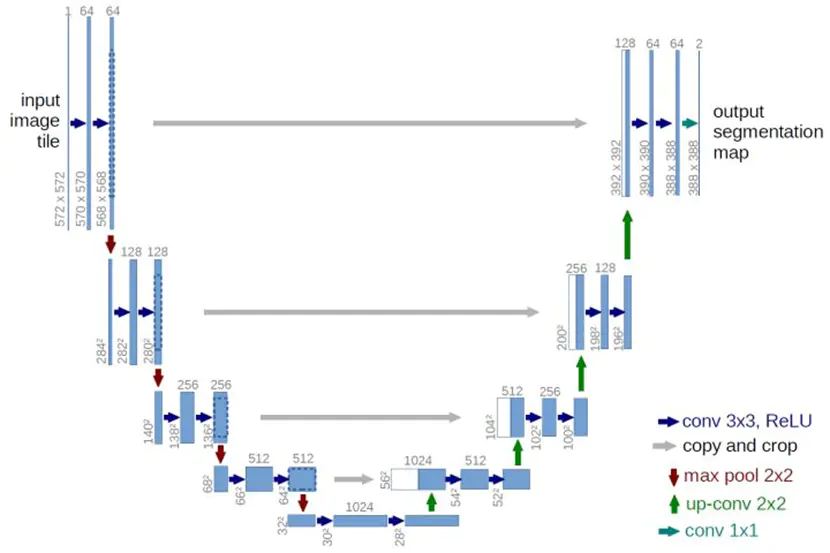 1 64 64
128 64 64 2
input
image
tile
output
segmentation
map
572 x 572
570 x 570
568 x 568
392 x 392
390 x 390
388 x 388
388 x 388
128 128
256 128
284²
282²
280²
200²
198²
196²
256 256
512 256
140²
138²
136²
104²
102²
100²
512 512
1024 512
68²
66²
64²
56²
54²
52²
1024
32²
30²
28²
conv 3x3, ReLU
copy and crop
max pool 2x2
up-conv 2x2
conv 1x1